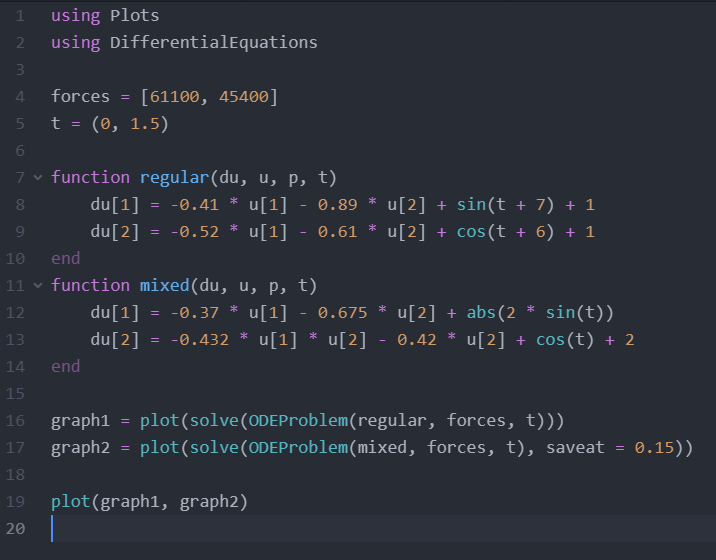 1 using Plots
2 using DifferentialEquations
3
4 forces = [61100, 45400]
5 t = (0, 1.5)
6
7 function regular(du, u, p, t)
8     du[1] = -0.41 * u[1] - 0.89 * u[2] + sin(t + 7) + 1
9     du[2] = -0.52 * u[1] - 0.61 * u[2] + cos(t + 6) + 1
10 end
11 function mixed(du, u, p, t)
12     du[1] = -0.37 * u[1] - 0.675 * u[2] + abs(2 * sin(t))
13     du[2] = -0.432 * u[1] * u[2] - 0.42 * u[2] + cos(t) + 2
14 end
15
16 graph1 = plot(solve(ODEProblem(regular, forces, t)))
17 graph2 = plot(solve(ODEProblem(mixed, forces, t), saveat = 0.15))
18
19 plot(graph1, graph2)
20